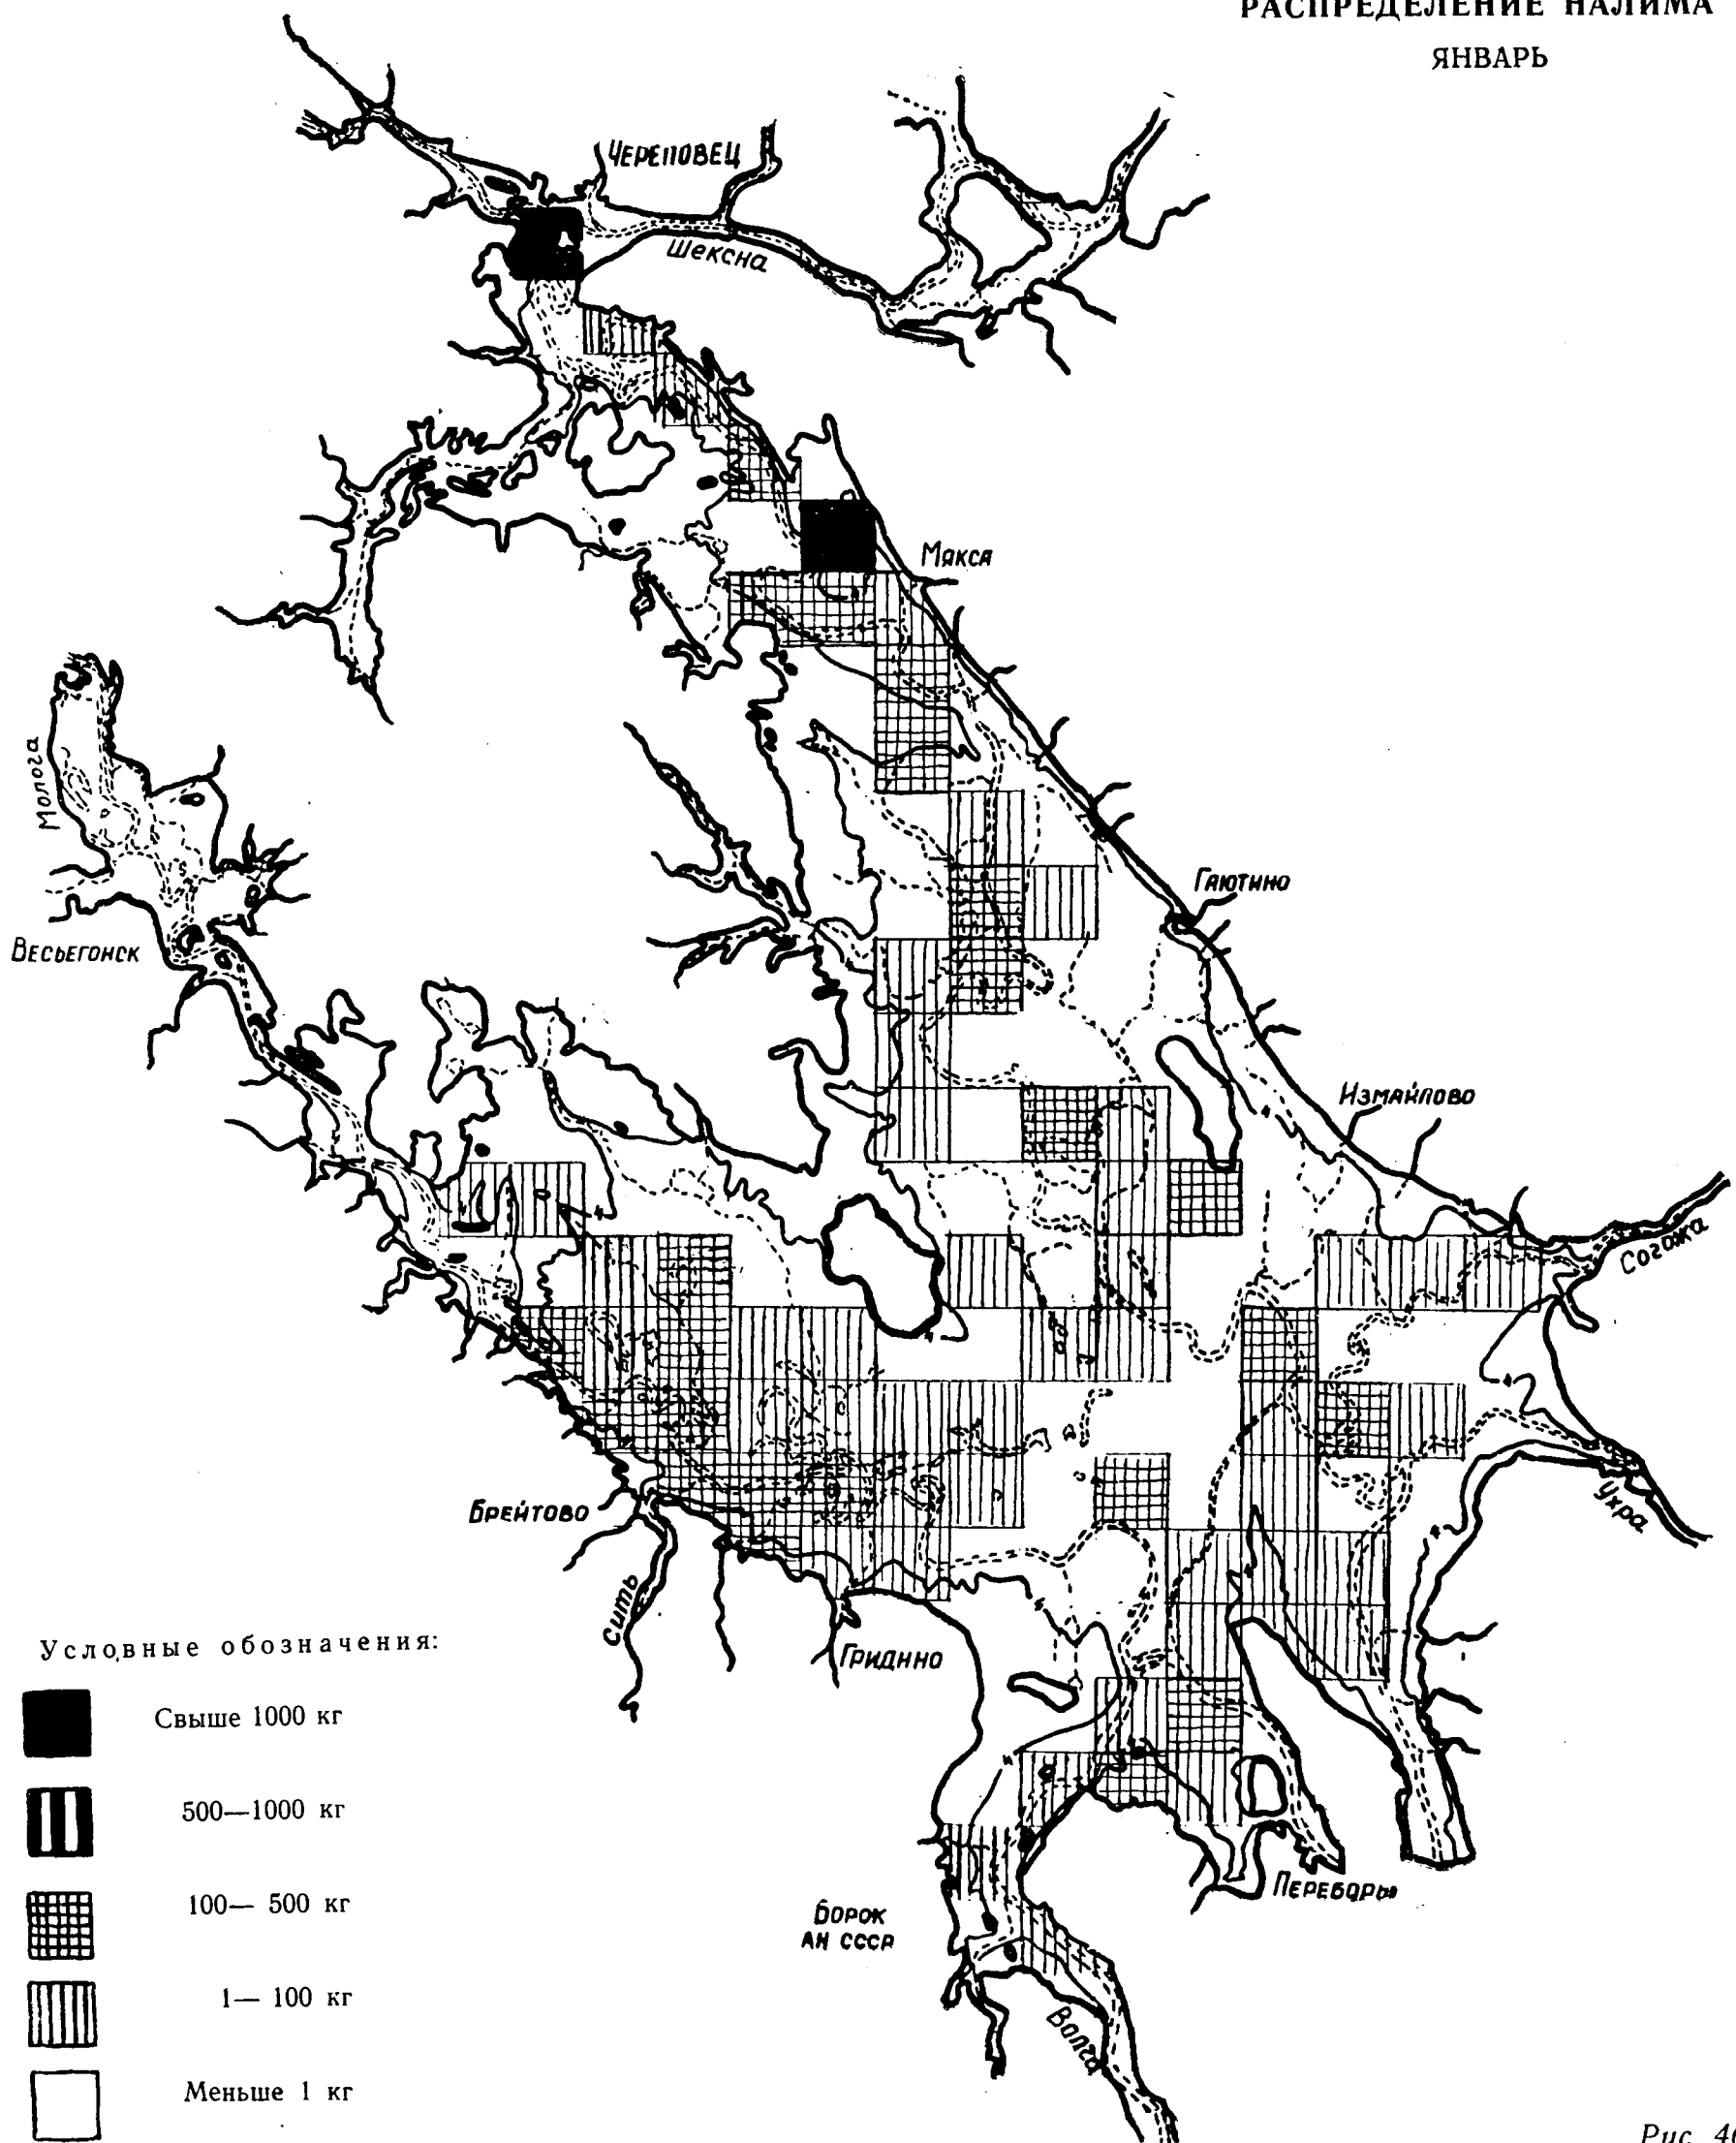 РАСПРЕДЕЛЕНИЕ НАЛИМА
ЯНВАРЬ
ЧЕРЕПОВЕЦ
Шексна
Мякса
Молога
Гаютино
Весьегонск
Измайлово
Согожа
Брейтово
Ухра
Сить
Гридино
Условные обозначения:
Свыше 1000 кг
500—1000 кг
100— 500 кг
1— 100 кг
Меньше 1 кг
Переборы
Борок
АН СССР
Волга
Рис.